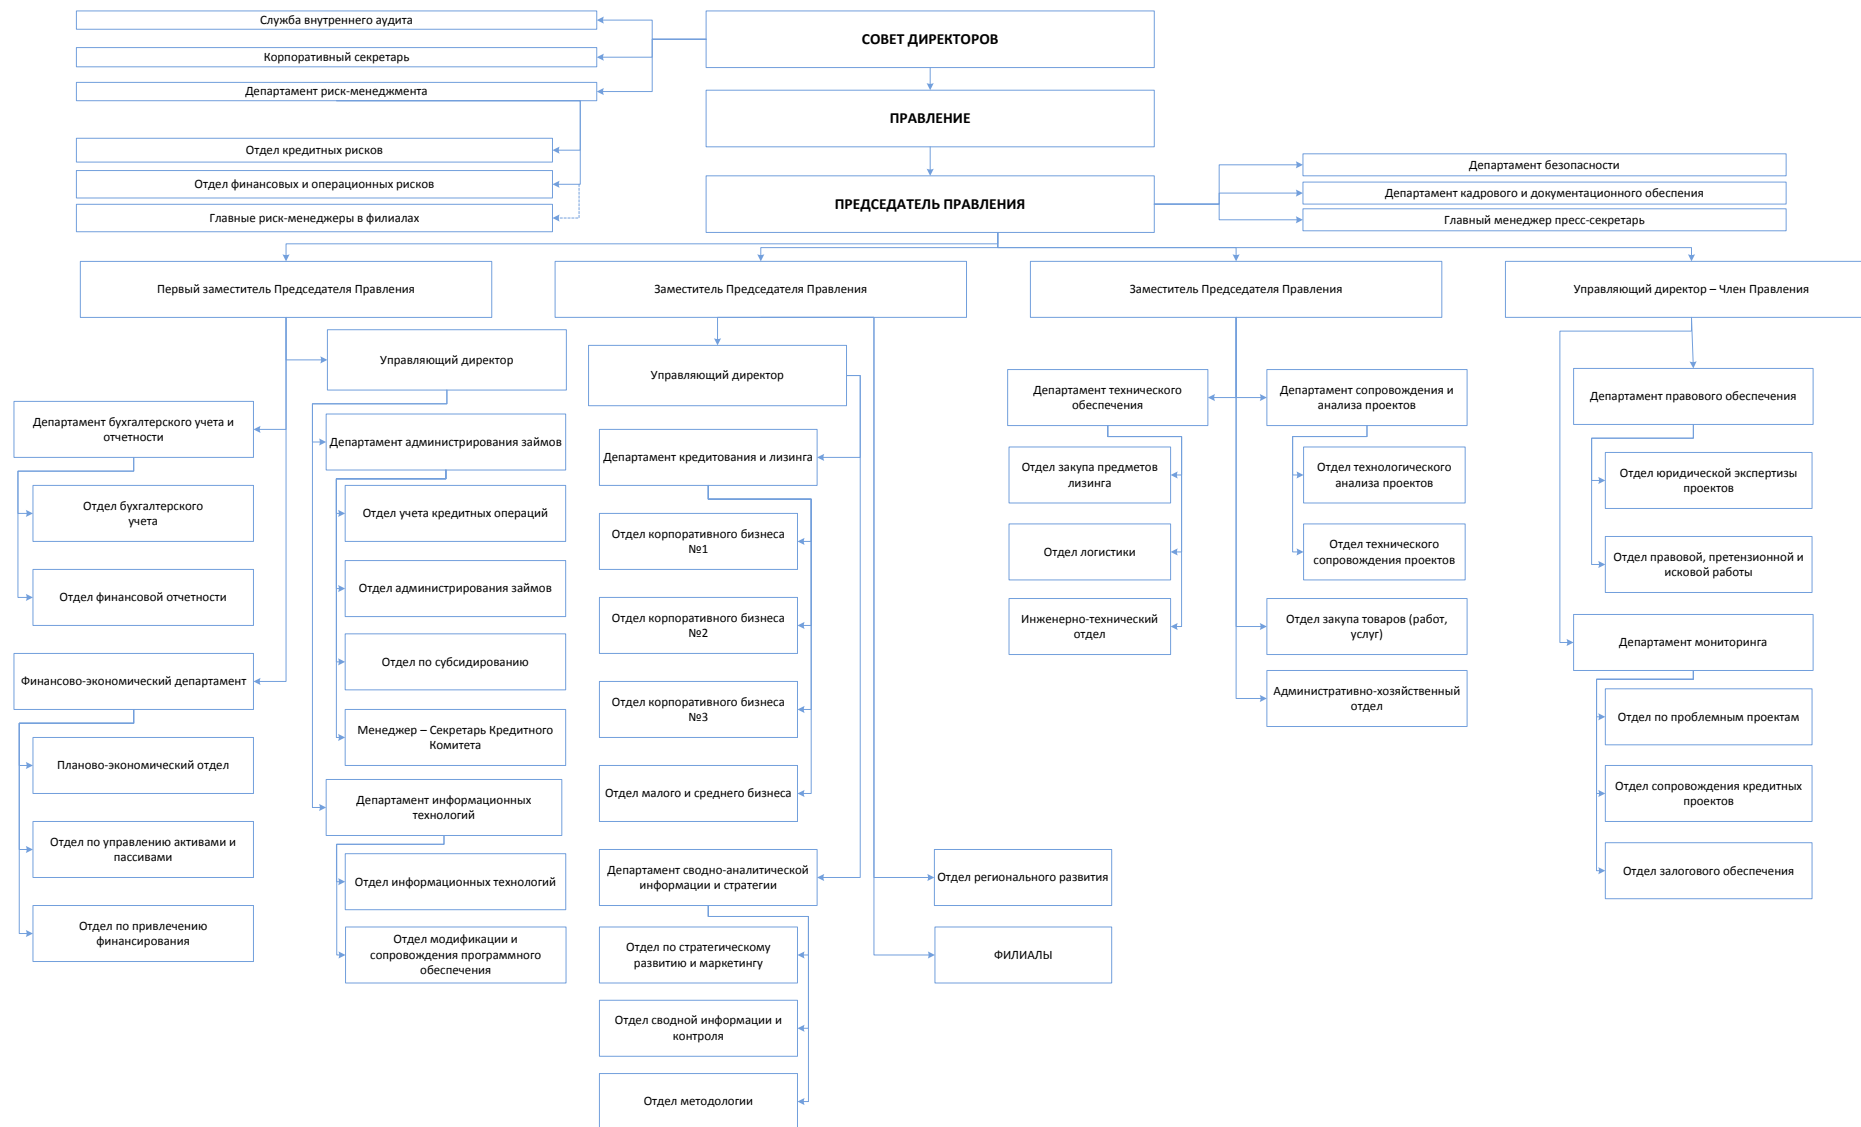 Служба внутреннего аудита
Корпоративный секретарь
Департамент риск-менеджмента
Отдел кредитных рисков
Отдел финансовых и операционных рисков
Главные риск-менеджеры в филиалах
СОВЕТ ДИРЕКТОРОВ
ПРАВЛЕНИЕ
ПРЕДСЕДАТЕЛЬ ПРАВЛЕНИЯ
Департамент безопасности
Департамент кадрового и документационного обеспения
Главный менеджер пресс-секретарь
Первый заместитель Председателя Правления
Заместитель Председателя Правления
Заместитель Председателя Правления
Управляющий директор – Член Правления
Департамент бухгалтерского учета и
отчетности
Отдел бухгалтерского
учета
Отдел финансовой отчетности
Финансово-экономический департамент
Планово-экономический отдел
Отдел по управлению активами и
пассивами
Отдел по привлечению
финансирования
Управляющий директор
Департамент администрирования займов
Отдел учета кредитных операций
Отдел администрирования займов
Отдел по субсидированию
Менеджер – Секретарь Кредитного
Комитета
Департамент информационных
технологий
Отдел информационных технологий
Отдел модификации и
сопровождения программного
обеспечения
Управляющий директор
Департамент кредитования и лизинга
Отдел корпоративного бизнеса
№1
Отдел корпоративного бизнеса
№2
Отдел корпоративного бизнеса
№3
Отдел малого и среднего бизнеса
Департамент сводно-аналитической
информации и стратегии
Отдел по стратегическому
развитию и маркетингу
Отдел сводной информации и
контроля
Отдел методологии
Отдел регионального развития
ФИЛИАЛЫ
Департамент технического
обеспечения
Отдел закупа предметов
лизинга
Отдел логистики
Инженерно-технический
отдел
Департамент сопровождения и
анализа проектов
Отдел технологического
анализа проектов
Отдел технического
сопровождения проектов
Отдел закупа товаров (работ,
услуг)
Административно-хозяйственный
отдел
Департамент правового обеспечения
Отдел юридической экспертизы
проектов
Отдел правовой, претензионной и
исковой работы
Департамент мониторинга
Отдел по проблемным проектам
Отдел сопровождения кредитных
проектов
Отдел залогового обеспечения